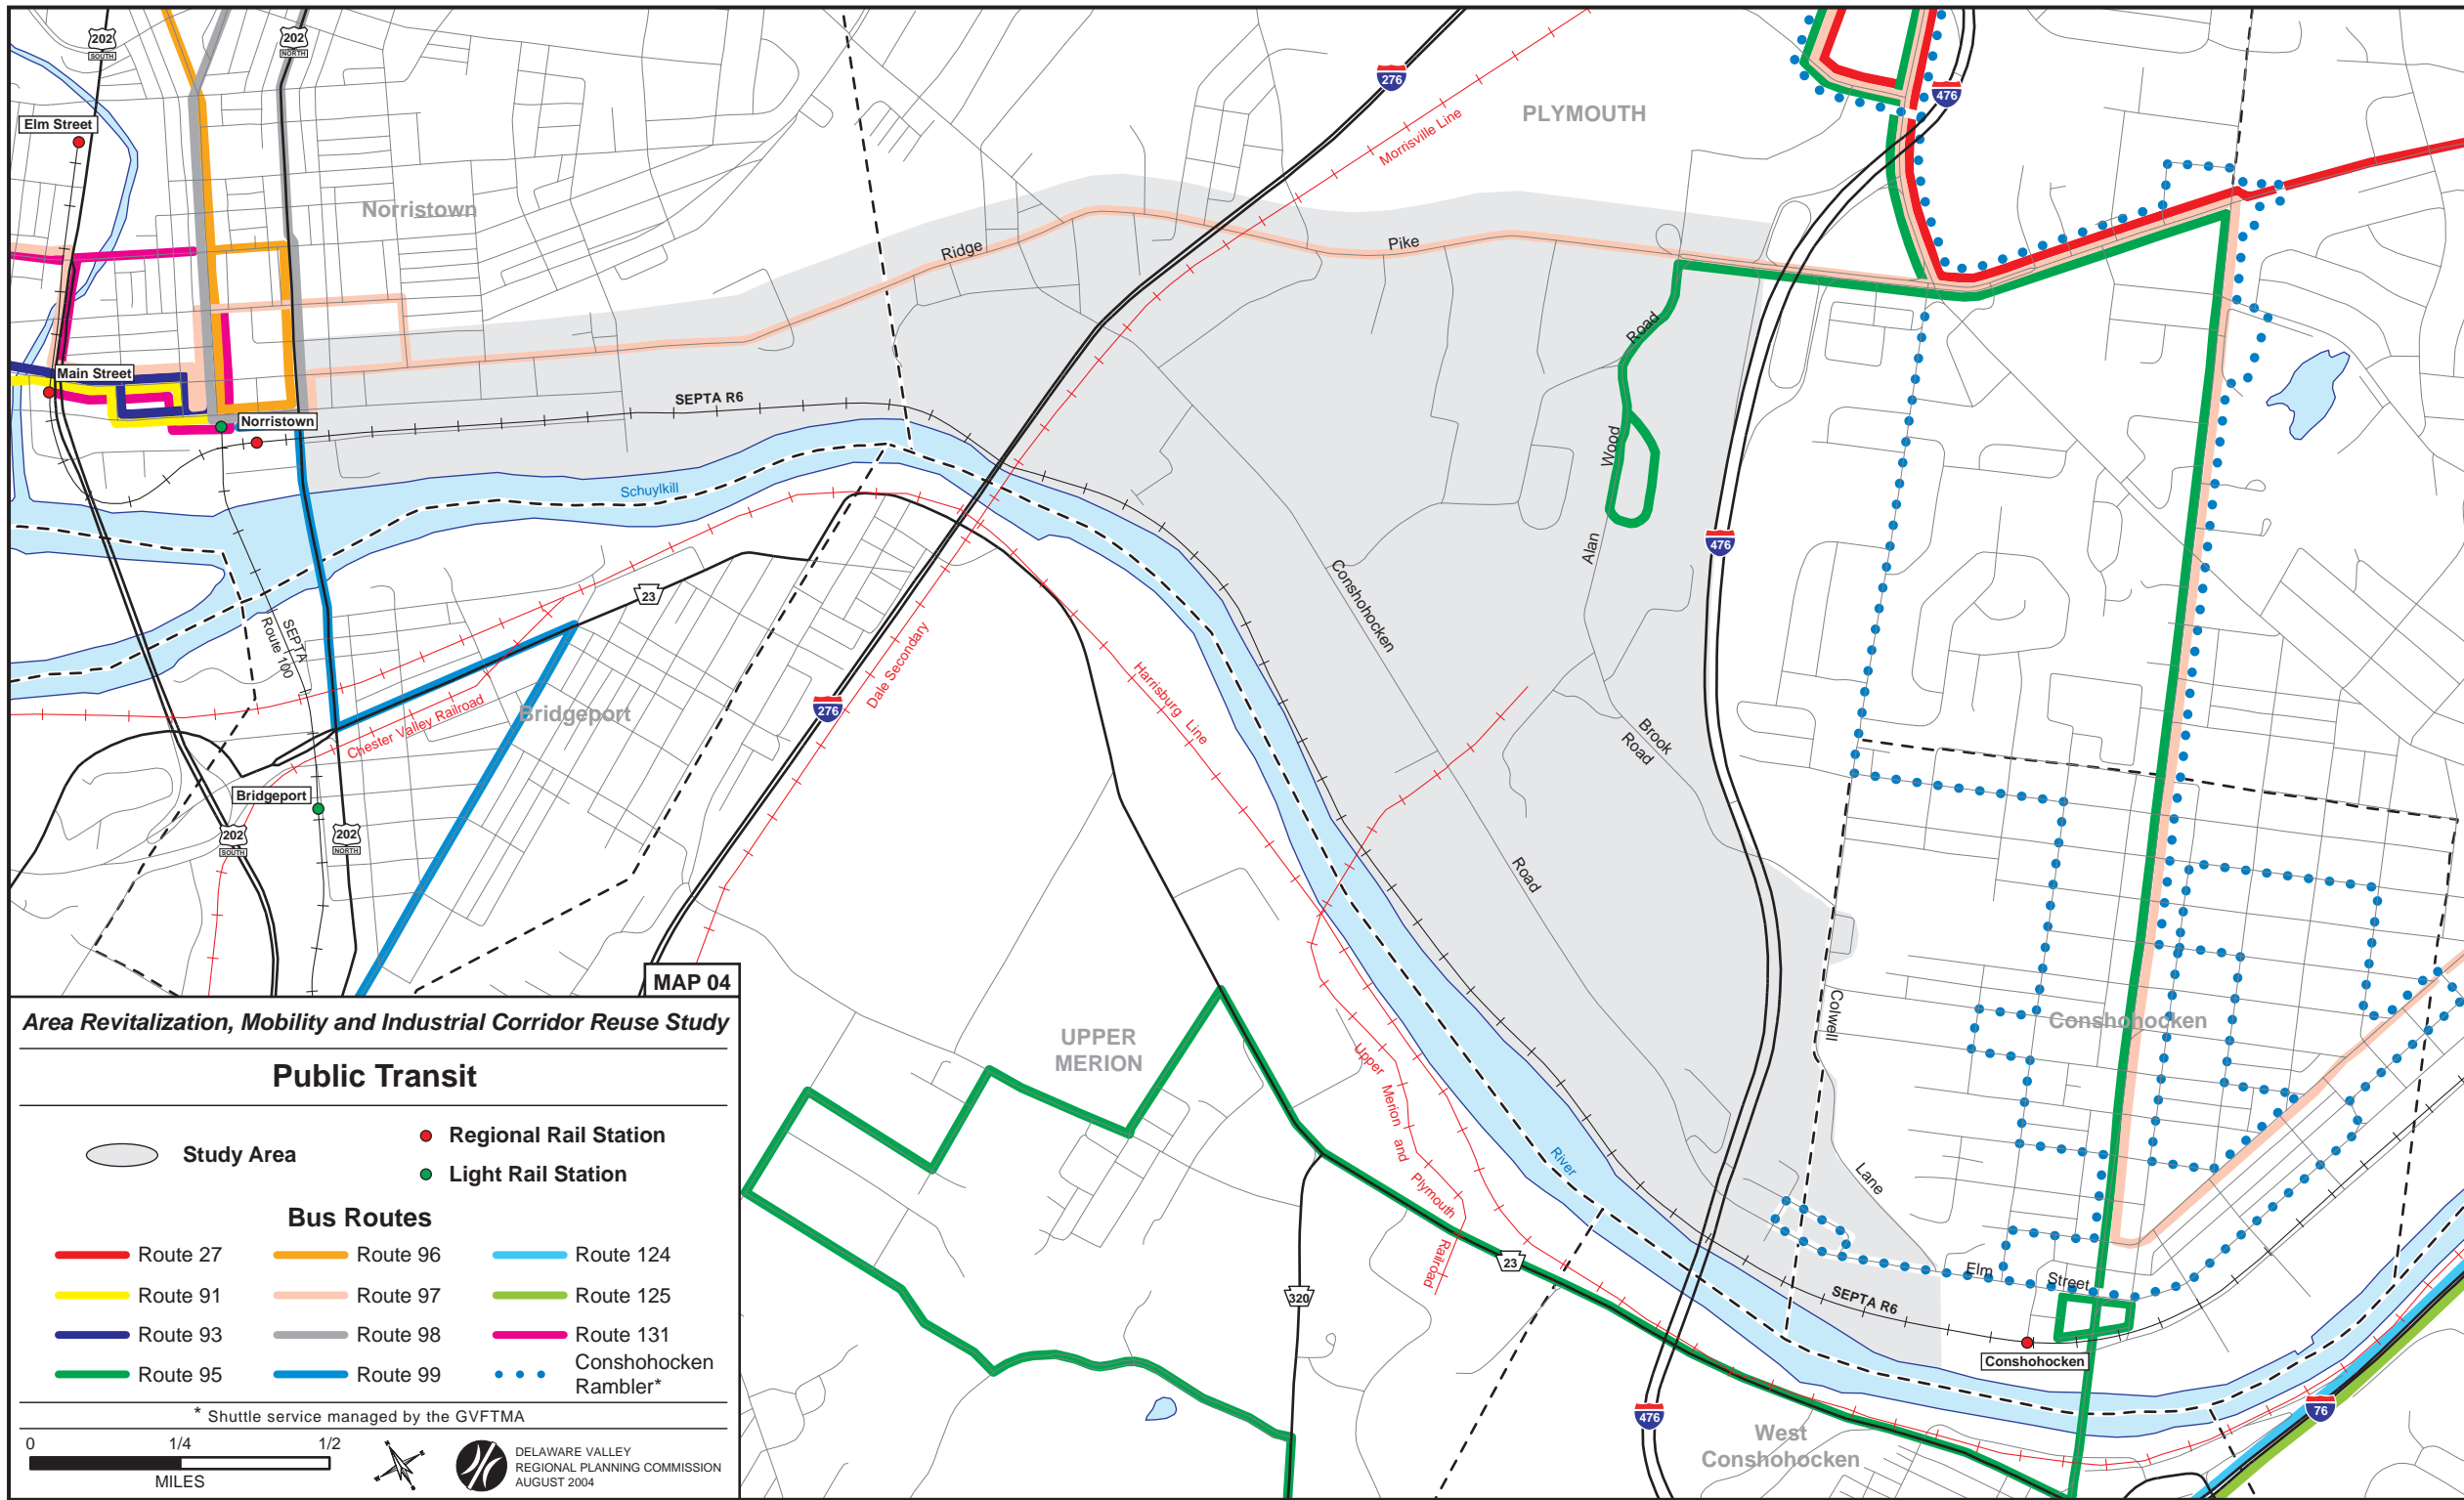 202
SOUTH
202
NORTH
Elm Street
Norristown
276
Morrisville Line
PLYMOUTH
476
Ridge
Pike
Road
Main Street
Norristown
SEPTA R6
Wood
Schuylkill
Alan
476
Conshohocken
23
SEPTA
Route 100
Dale Secondary
Harrisburg Line
Bridgeport
276
Chester Valley Railroad
Brook
Road
Bridgeport
202
SOUTH
202
NORTH
Road
Colwell
Conshohocken
UPPER
MERION
Upper Merion and Plymouth Railroad
River
Lane
23
320
Elm
Street
SEPTA R6
Conshohocken
76
476
West
Conshohocken
MAP 04
Area Revitalization, Mobility and Industrial Corridor Reuse Study
Public Transit
Study Area
Regional Rail Station
Light Rail Station
Bus Routes
Route 27
Route 96
Route 124
Route 91
Route 97
Route 125
Route 93
Route 98
Route 131
Route 95
Route 99
Conshohocken
Rambler*
* Shuttle service managed by the GVFTMA
0 1/4 1/2
MILES
DELAWARE VALLEY
REGIONAL PLANNING COMMISSION
AUGUST 2004